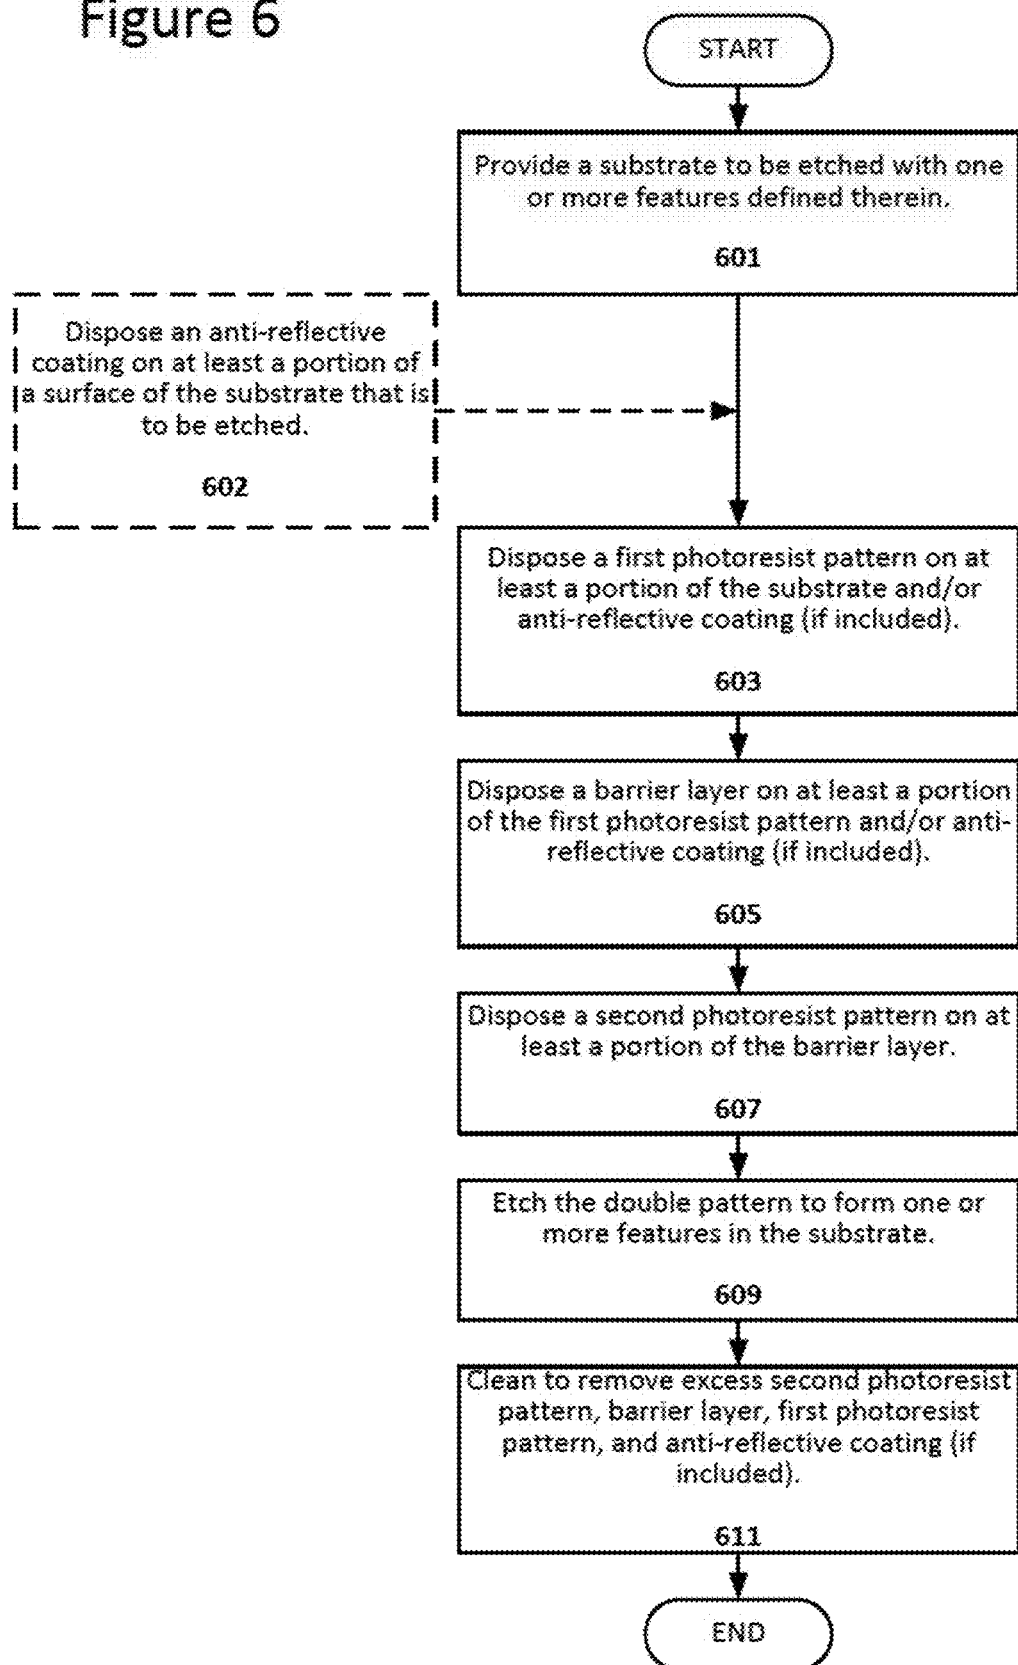 Figure 6
START
Provide a substrate to be etched with one
or more features defined therein.
601
Dispose an anti-reflective
coating on at least a portion of
a surface of the substrate that is
to be etched.
602
Dispose a first photoresist pattern on at
least a portion of the substrate and/or
anti-reflective coating (if included).
603
Dispose a barrier layer on at least a portion
of the first photoresist pattern and/or anti-
reflective coating (if included).
605
Dispose a second photoresist pattern on at
least a portion of the barrier layer.
607
Etch the double pattern to form one or
more features in the substrate.
609
Clean to remove excess second photoresist
pattern, barrier layer, first photoresist
pattern, and anti-reflective coating (if
included).
611
END